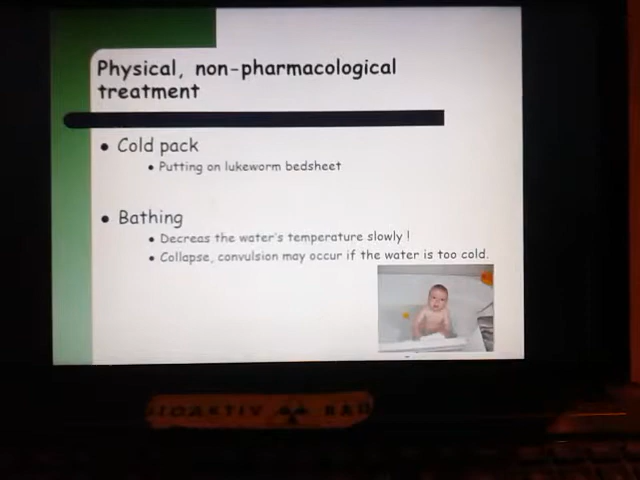 Physical, non-pharmacological
treatment
• Cold pack
• Putting on lukeworm bedsheet
• Bathing
• Decreas the water's temperature slowly !
• Collapse, convulsion may occur if the water is too cold.